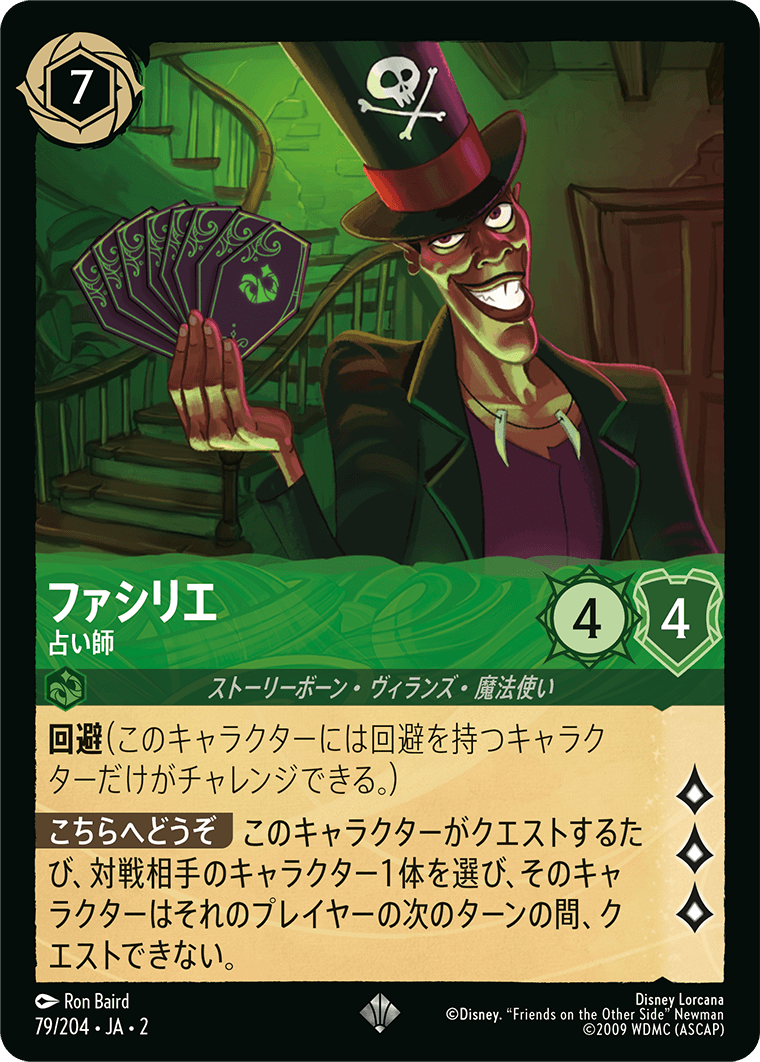 7
ファシリエ
占い師
4
4
ストーリーボーン・ヴィランズ・魔法使い
回避(このキャラクターには回避を持つキャラク
ターだけがチャレンジできる。)
こちらへどうぞ このキャラクターがクエストするた
び、対戦相手のキャラクター1体を選び、そのキャ
ラクターはそれのプレイヤーの次のターンの間、ク
エストできない。
Ron Baird
79/204・JA・2
Disney Lorcana
©Disney. “Friends on the Other Side” Newman
©2009 WDMC (ASCAP)